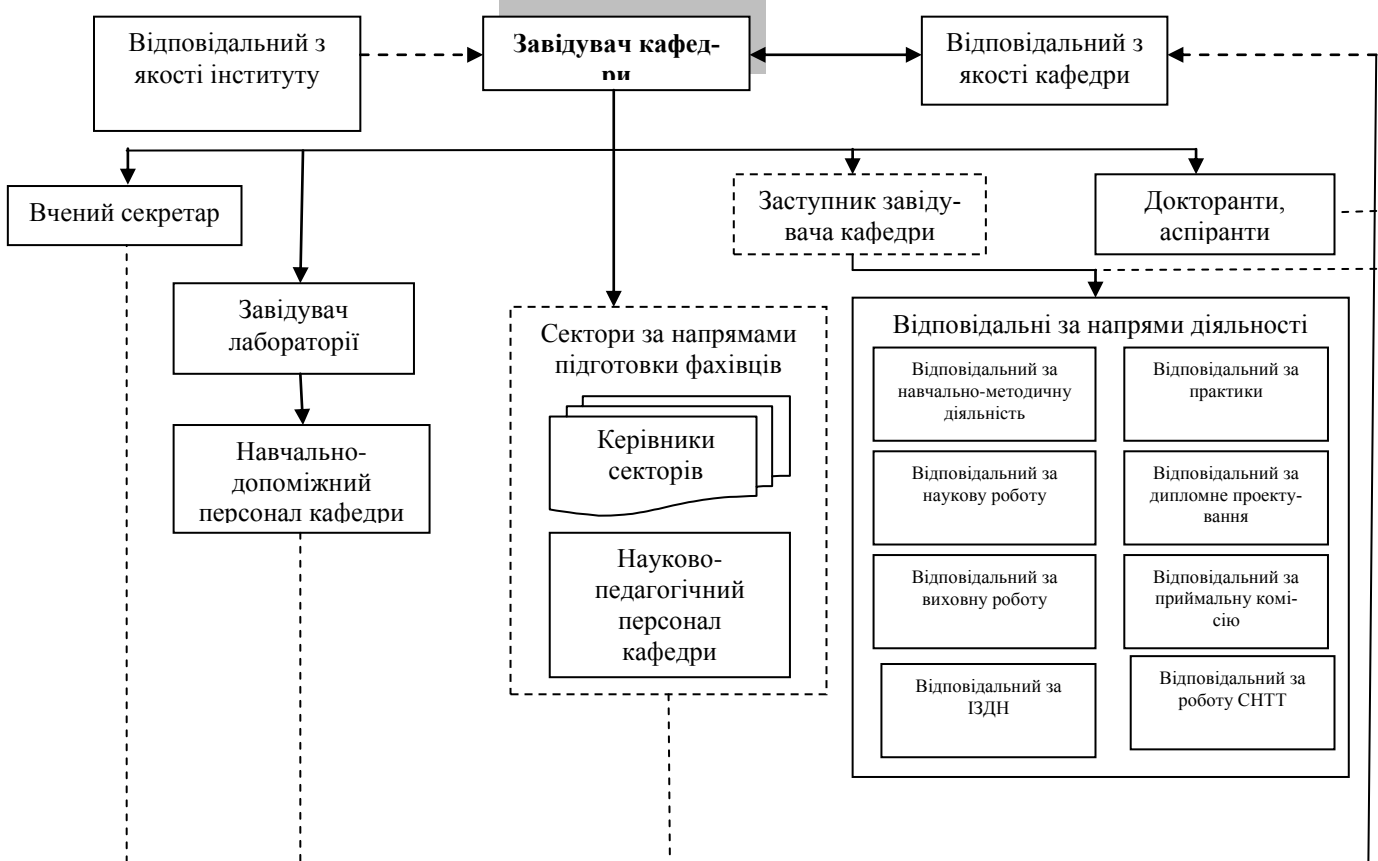 Відповідальний з
якості інституту
Завідувач кафед-
ри
Відповідальний з
якості кафедри
Вчений секретар
Заступник завіду-
вача кафедри
Докторанти,
аспіранти
Завідувач
лабораторії
Навчально-
допоміжний
персонал кафедри
Сектори за напрямами
підготовки фахівців
Керівники
секторів
Науково-
педагогічний
персонал
кафедри
Відповідальні за напрями діяльності
Відповідальний за
навчально-методичну
діяльність
Відповідальний за
практики
Відповідальний за
наукову роботу
Відповідальний за
дипломне проекту-
вання
Відповідальний за
виховну роботу
Відповідальний за
приймальну комі-
сію
Відповідальний за
ІЗДН
Відповідальний за
роботу СНТТ